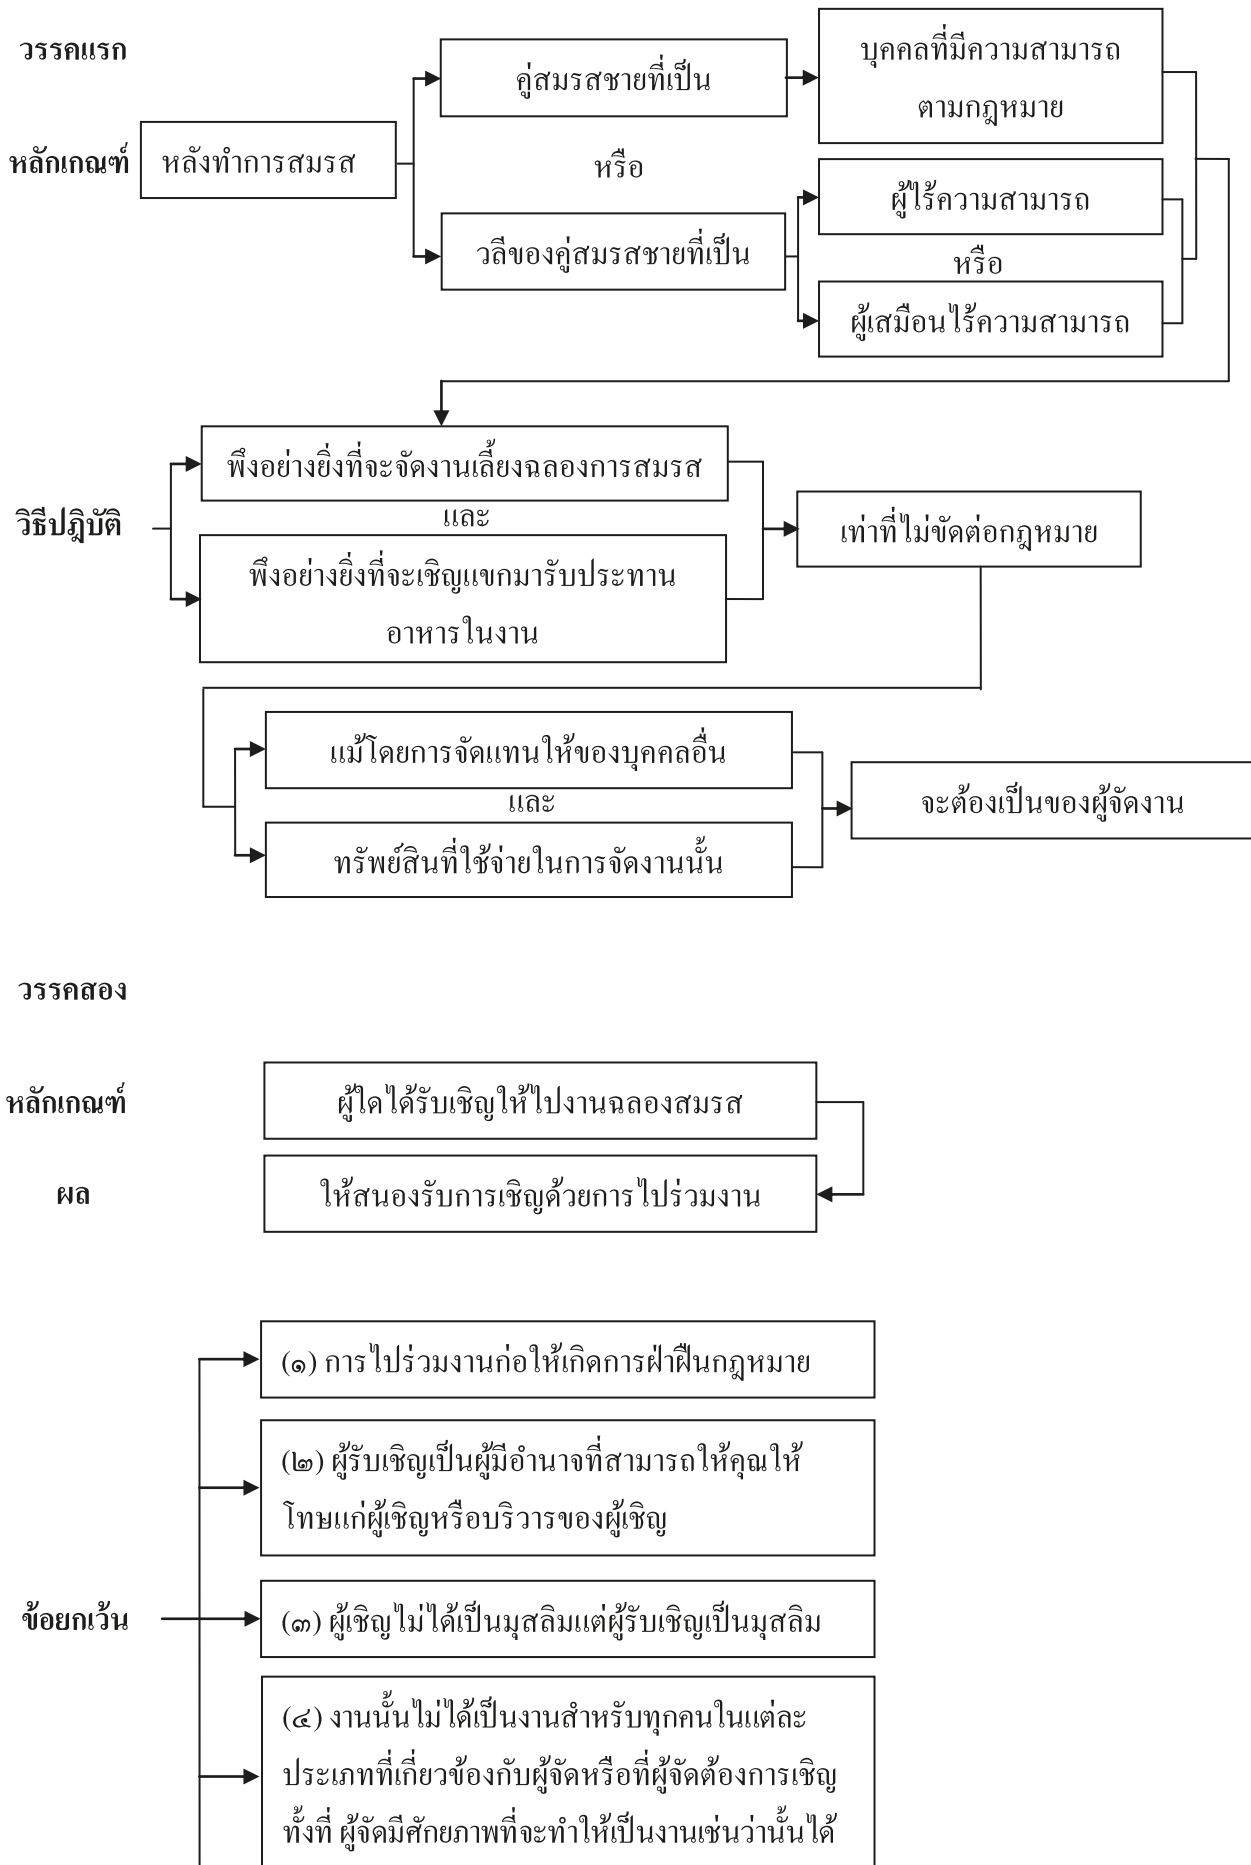 วรรคแรก
หลักเกณฑ์
หลังทำการสมรส
คู่สมรสชายที่เป็น
หรือ
วลีของคู่สมรสชายที่เป็น
บุคคลที่มีความสามารถ
ตามกฎหมาย
ผู้ไร้ความสามารถ
หรือ
ผู้เสมือนไร้ความสามารถ
วิธีปฎิบัติ
พึงอย่างยิ่งที่จะจัดงานเลี้ยงฉลองการสมรส
และ
พึงอย่างยิ่งที่จะเชิญแขกมารับประทาน
อาหารในงาน
เท่าที่ไม่ขัดต่อกฎหมาย
แม้โดยการจัดแทนให้ของบุคคลอื่น
และ
ทรัพย์สินที่ใช้จ่ายในการจัดงานนั้น
จะต้องเป็นของผู้จัดงาน
วรรคสอง
หลักเกณฑ์
ผู้ใดได้รับเชิญให้ไปงานฉลองสมรส
ผล
ให้สนองรับการเชิญด้วยการไปร่วมงาน
ข้อยกเว้น
(๑) การไปร่วมงานก่อให้เกิดการฝ่าฝืนกฎหมาย
(๒) ผู้รับเชิญเป็นผู้มีอำนาจที่สามารถให้คุณให้
โทษแก่ผู้เชิญหรือบริวารของผู้เชิญ
(๓) ผู้เชิญไม่ได้เป็นมุสลิมแต่ผู้รับเชิญเป็นมุสลิม
(๔) งานนั้นไม่ได้เป็นงานสำหรับทุกคนในแต่ละ
ประเภทที่เกี่ยวข้องกับผู้จัดหรือที่ผู้จัดต้องการเชิญ
ทั้งที่ ผู้จัดมีศักยภาพที่จะทำให้เป็นงานเช่นว่านั้นได้